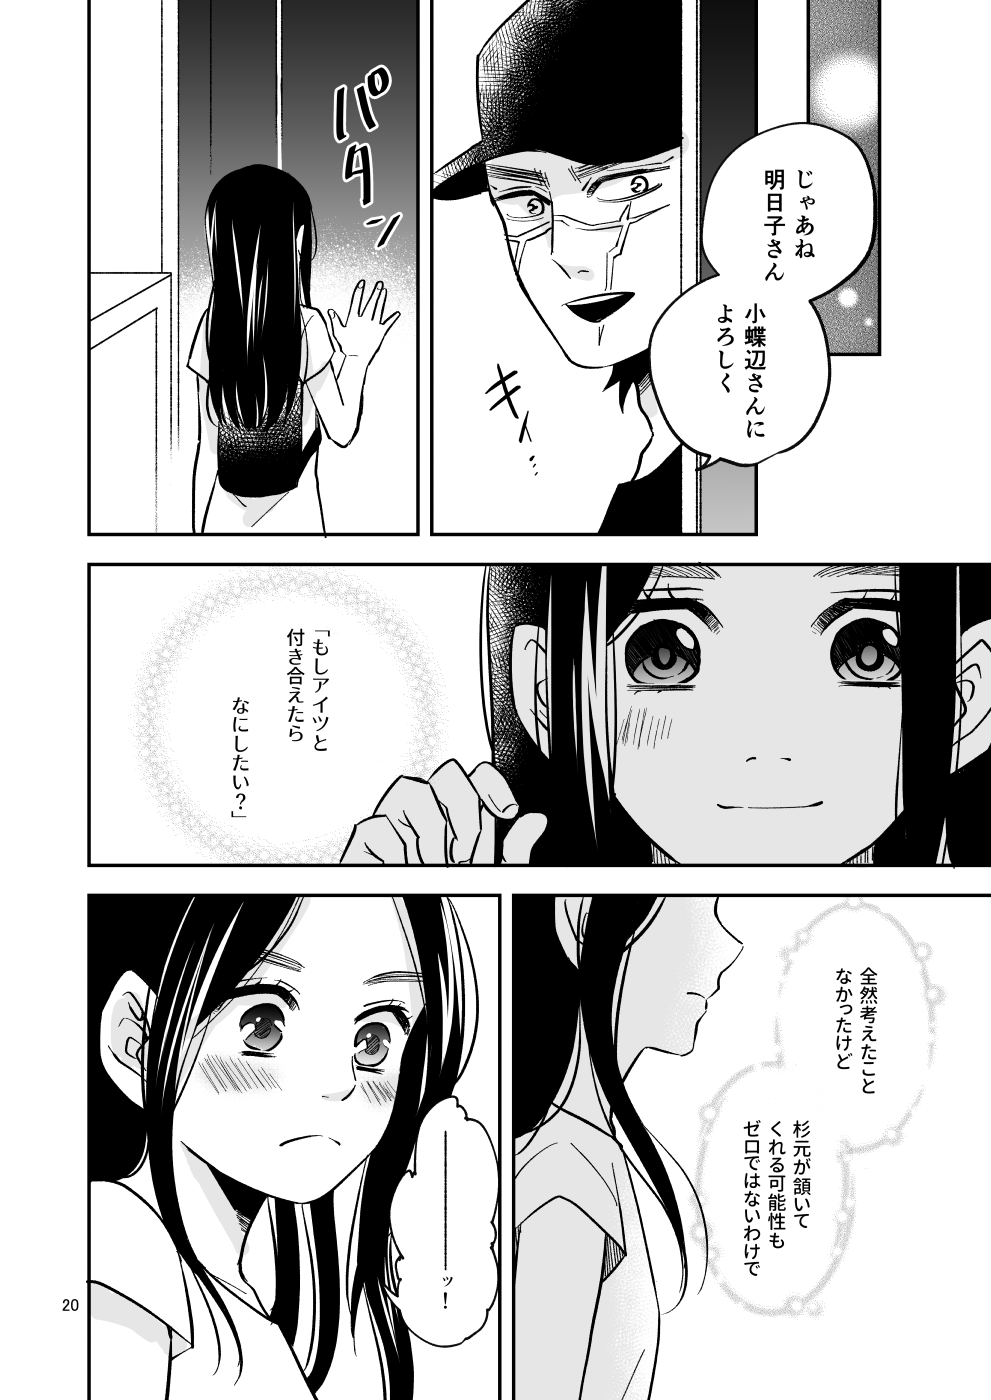 じゃあね
明日子さん
小蝶辺さんに
よろしく
キィ…
パタン
「もしアイツと
付き合えたら
なにしたい?」
全然考えたこと
なかったけど
杉元が頷いて
くれる可能性も
ゼロではないわけで
────ッ!
20